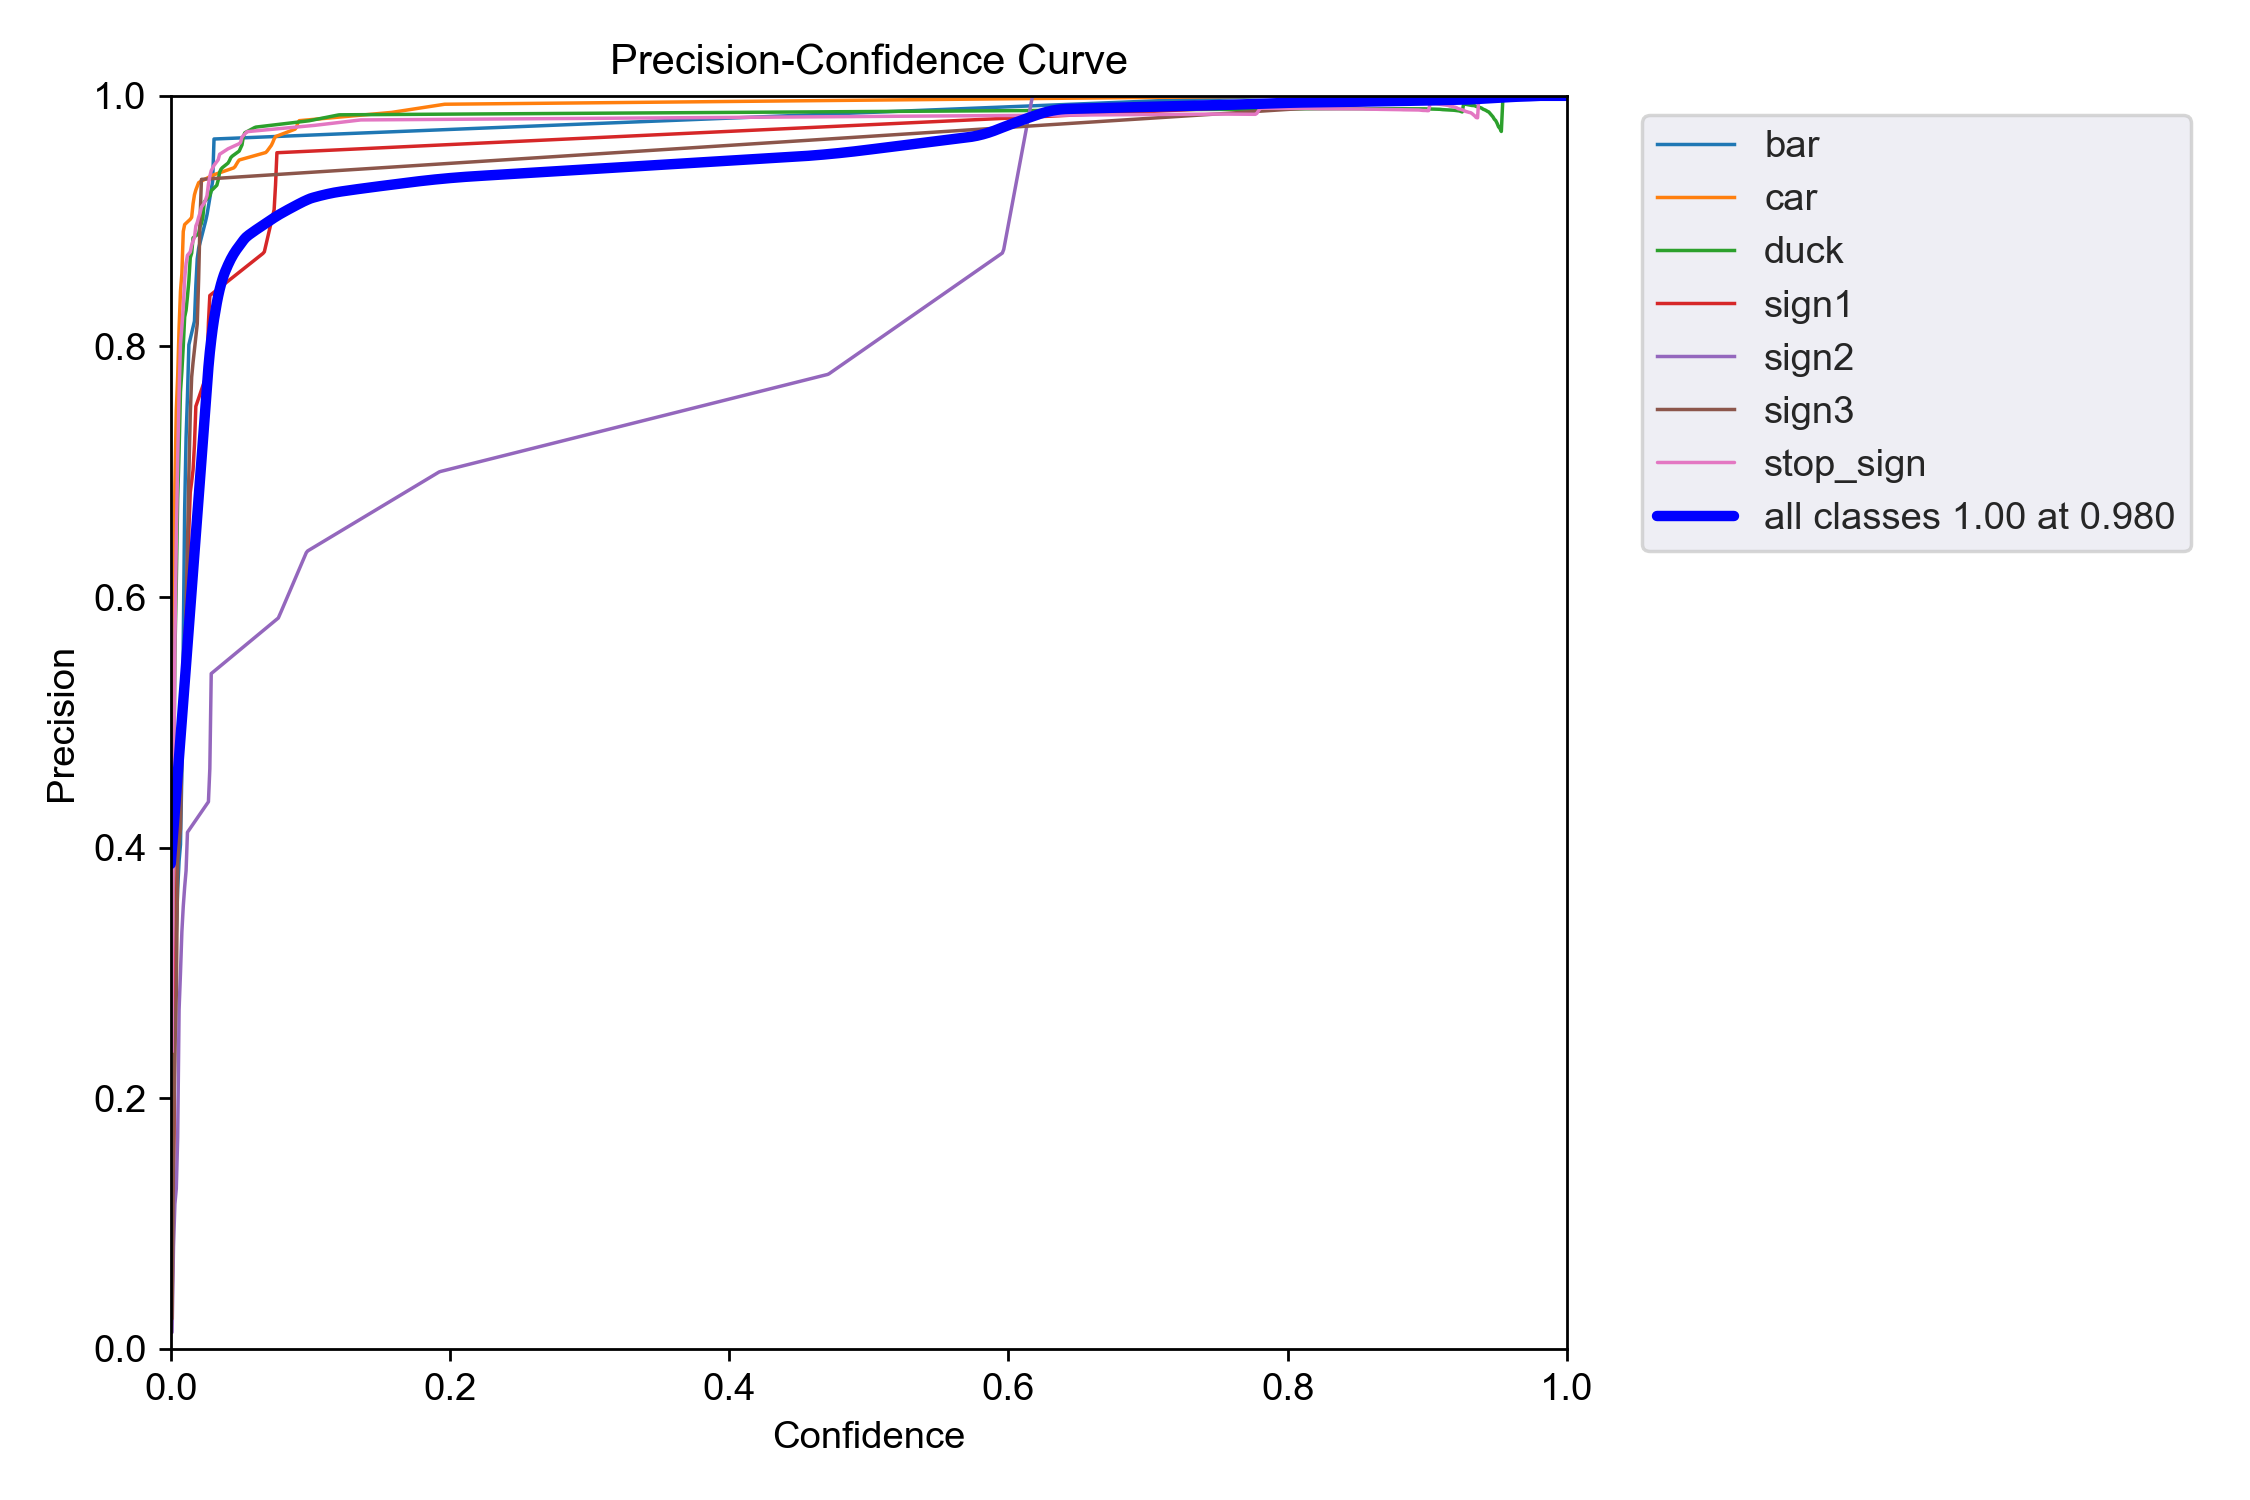 Precision-Confidence Curve
1.0
0.8
0.6
0.4
0.2
0.0
Precision
0.0 0.2 0.4 0.6 0.8 1.0
Confidence
bar
car
duck
sign1
sign2
sign3
stop_sign
all classes 1.00 at 0.980